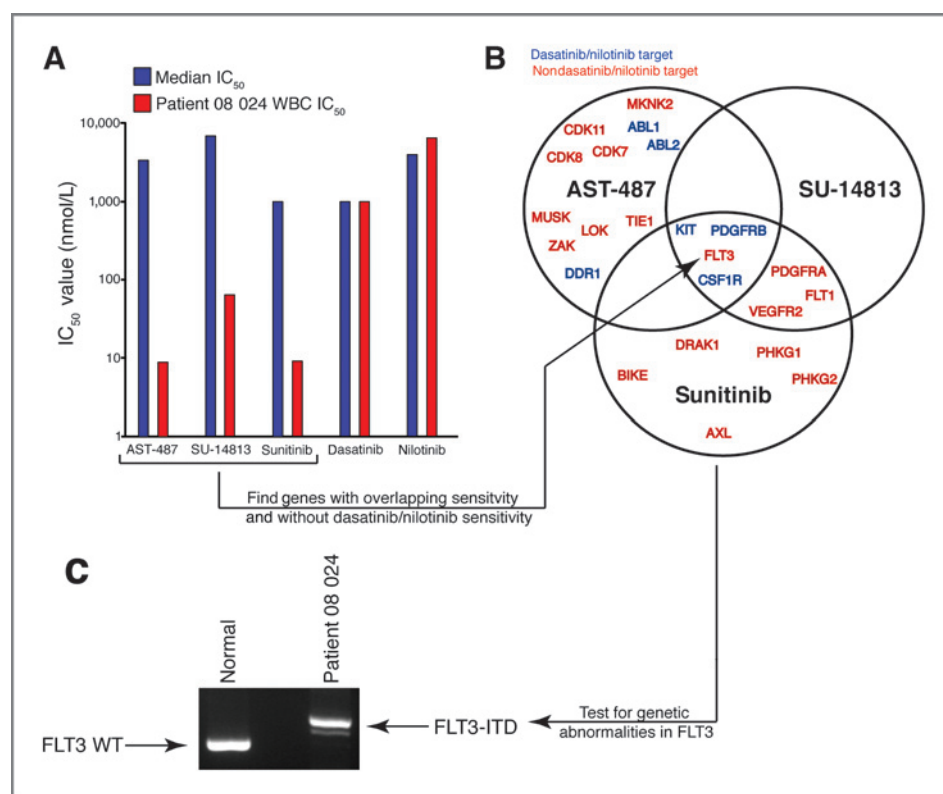 A
Median IC50
Patient 08 024 WBC IC50
IC50 value (nmol/L)
10,000
1,000
100
10
1
AST-487
SU-14813
Sunitinib
Dasatinib
Nilotinib
Find genes with overlapping sensitvity
and without dasatinib/nilotinib sensitivity
B
Dasatinib/nilotinib target
Nondasatinib/nilotinib target
MKNK2
CDK11
ABL1
CDK8
CDK7
ABL2
AST-487
SU-14813
MUSK
LOK
TIE1
ZAK
DDR1
KIT
PDGFRB
FLT3
CSF1R
PDGFRA
FLT1
VEGFR2
DRAK1
PHKG1
BIKE
PHKG2
Sunitinib
AXL
C
Normal
Patient 08 024
FLT3 WT
FLT3-ITD
Test for genetic
abnormalities in FLT3